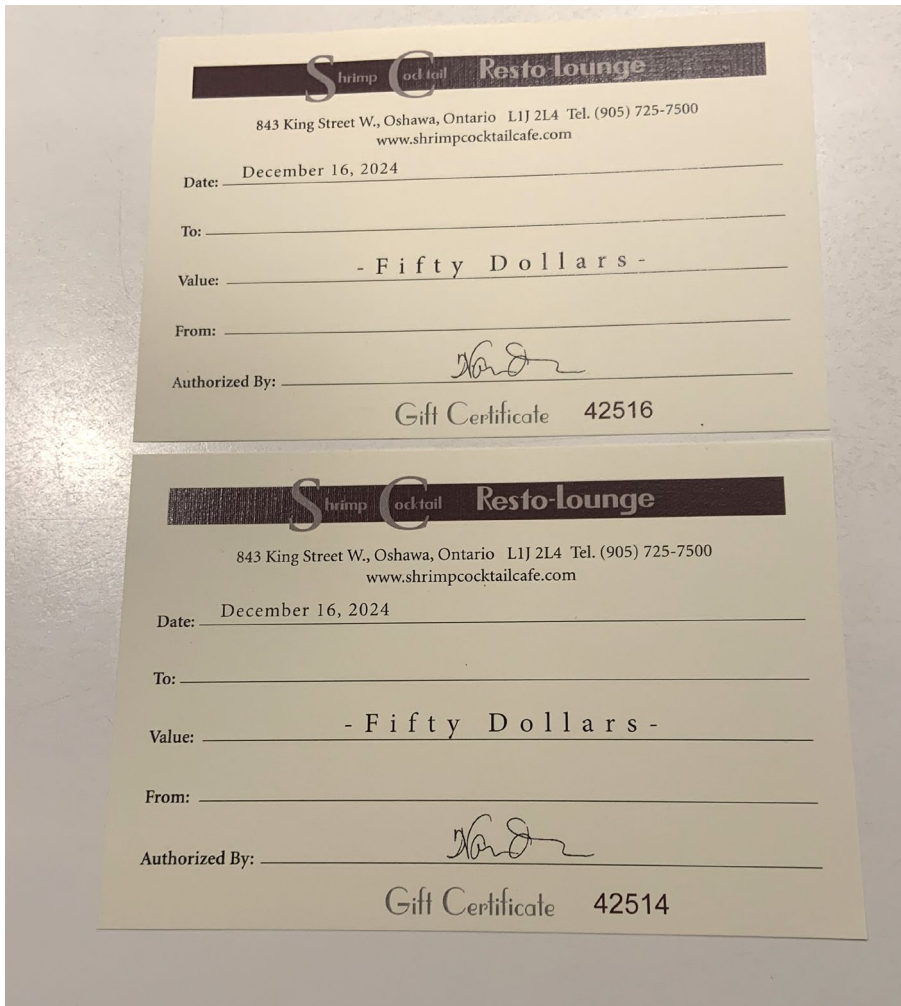 Shrimp Cocktail Resto-lounge
843 King Street W., Oshawa, Ontario L1J 2L4 Tel. (905) 725-7500
www.shrimpcocktailcafe.com
Date: December 16, 2024
To:
Value: - Fifty Dollars -
From:
Authorized By:
Gift Certificate 42516
Shrimp Cocktail Resto-lounge
843 King Street W., Oshawa, Ontario L1J 2L4 Tel. (905) 725-7500
www.shrimpcocktailcafe.com
Date: December 16, 2024
To:
Value: - Fifty Dollars -
From:
Authorized By:
Gift Certificate 42514